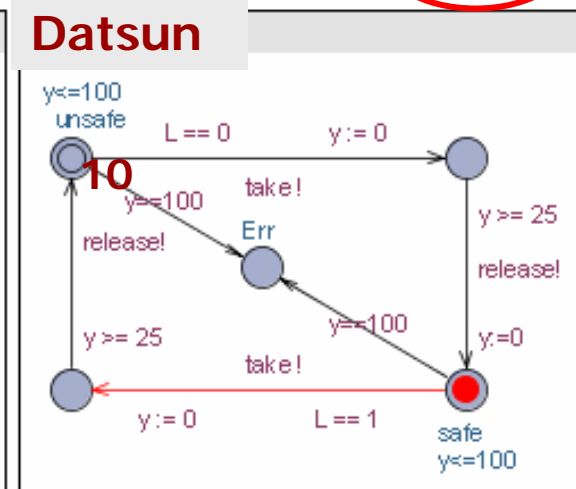 Datsun
y<=100
unsafe
L == 0
y := 0
10
take!
y==100
y >= 25
release!
Err
release!
y==100
y >= 25
y:=0
take!
y := 0
L == 1
safe
y<=100